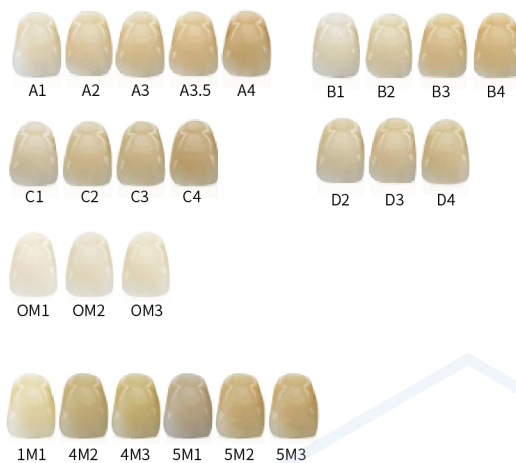 A1 A2 A3 A3.5 A4 B1 B2 B3 B4
C1 C2 C3 C4 D2 D3 D4
OM1 OM2 OM3
1M1 4M2 4M3 5M1 5M2 5M3